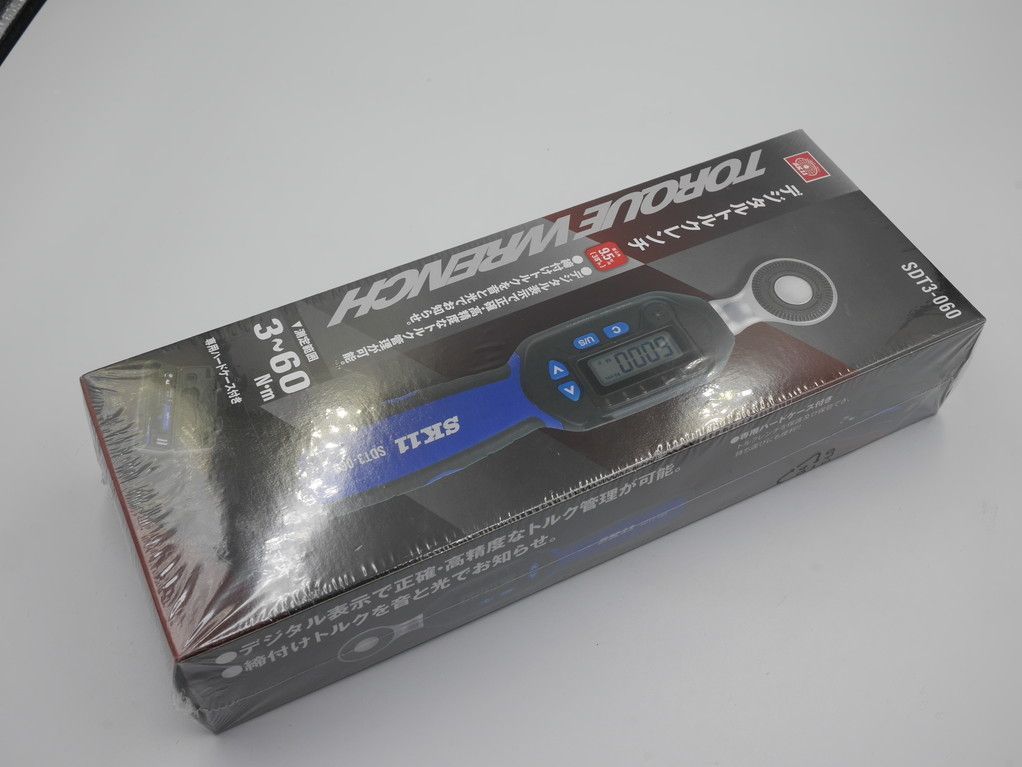 TORQUE WRENCH
デジタルトルクレンチ
SDT3-060
差込角
9.5㎜
●デジタル表示で正確・高精度なトルク管理が可能。
●締付けトルクを音と光でお知らせ。
▼測定範囲
3~60
N・m
専用ハードケース付き
C
U/S
0005
SK11
●デジタル表示で正確・高精度なトルク管理が可能。
●締付けトルクを音と光でお知らせ。
●専用ハードケース付き